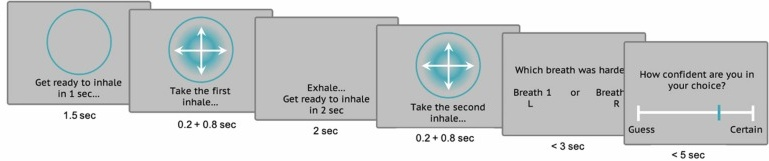 Get ready to inhale
in 1 sec...
1.5 sec
Take the first
inhale...
0.2 + 0.8 sec
Exhale...
Get ready to inhale
in 2 sec
2 sec
Take the second
inhale...
0.2 + 0.8 sec
Which breath was harde
Breath 1 or Breath
L R
< 3 sec
How confident are you in
your choice?
Guess Certain
< 5 sec